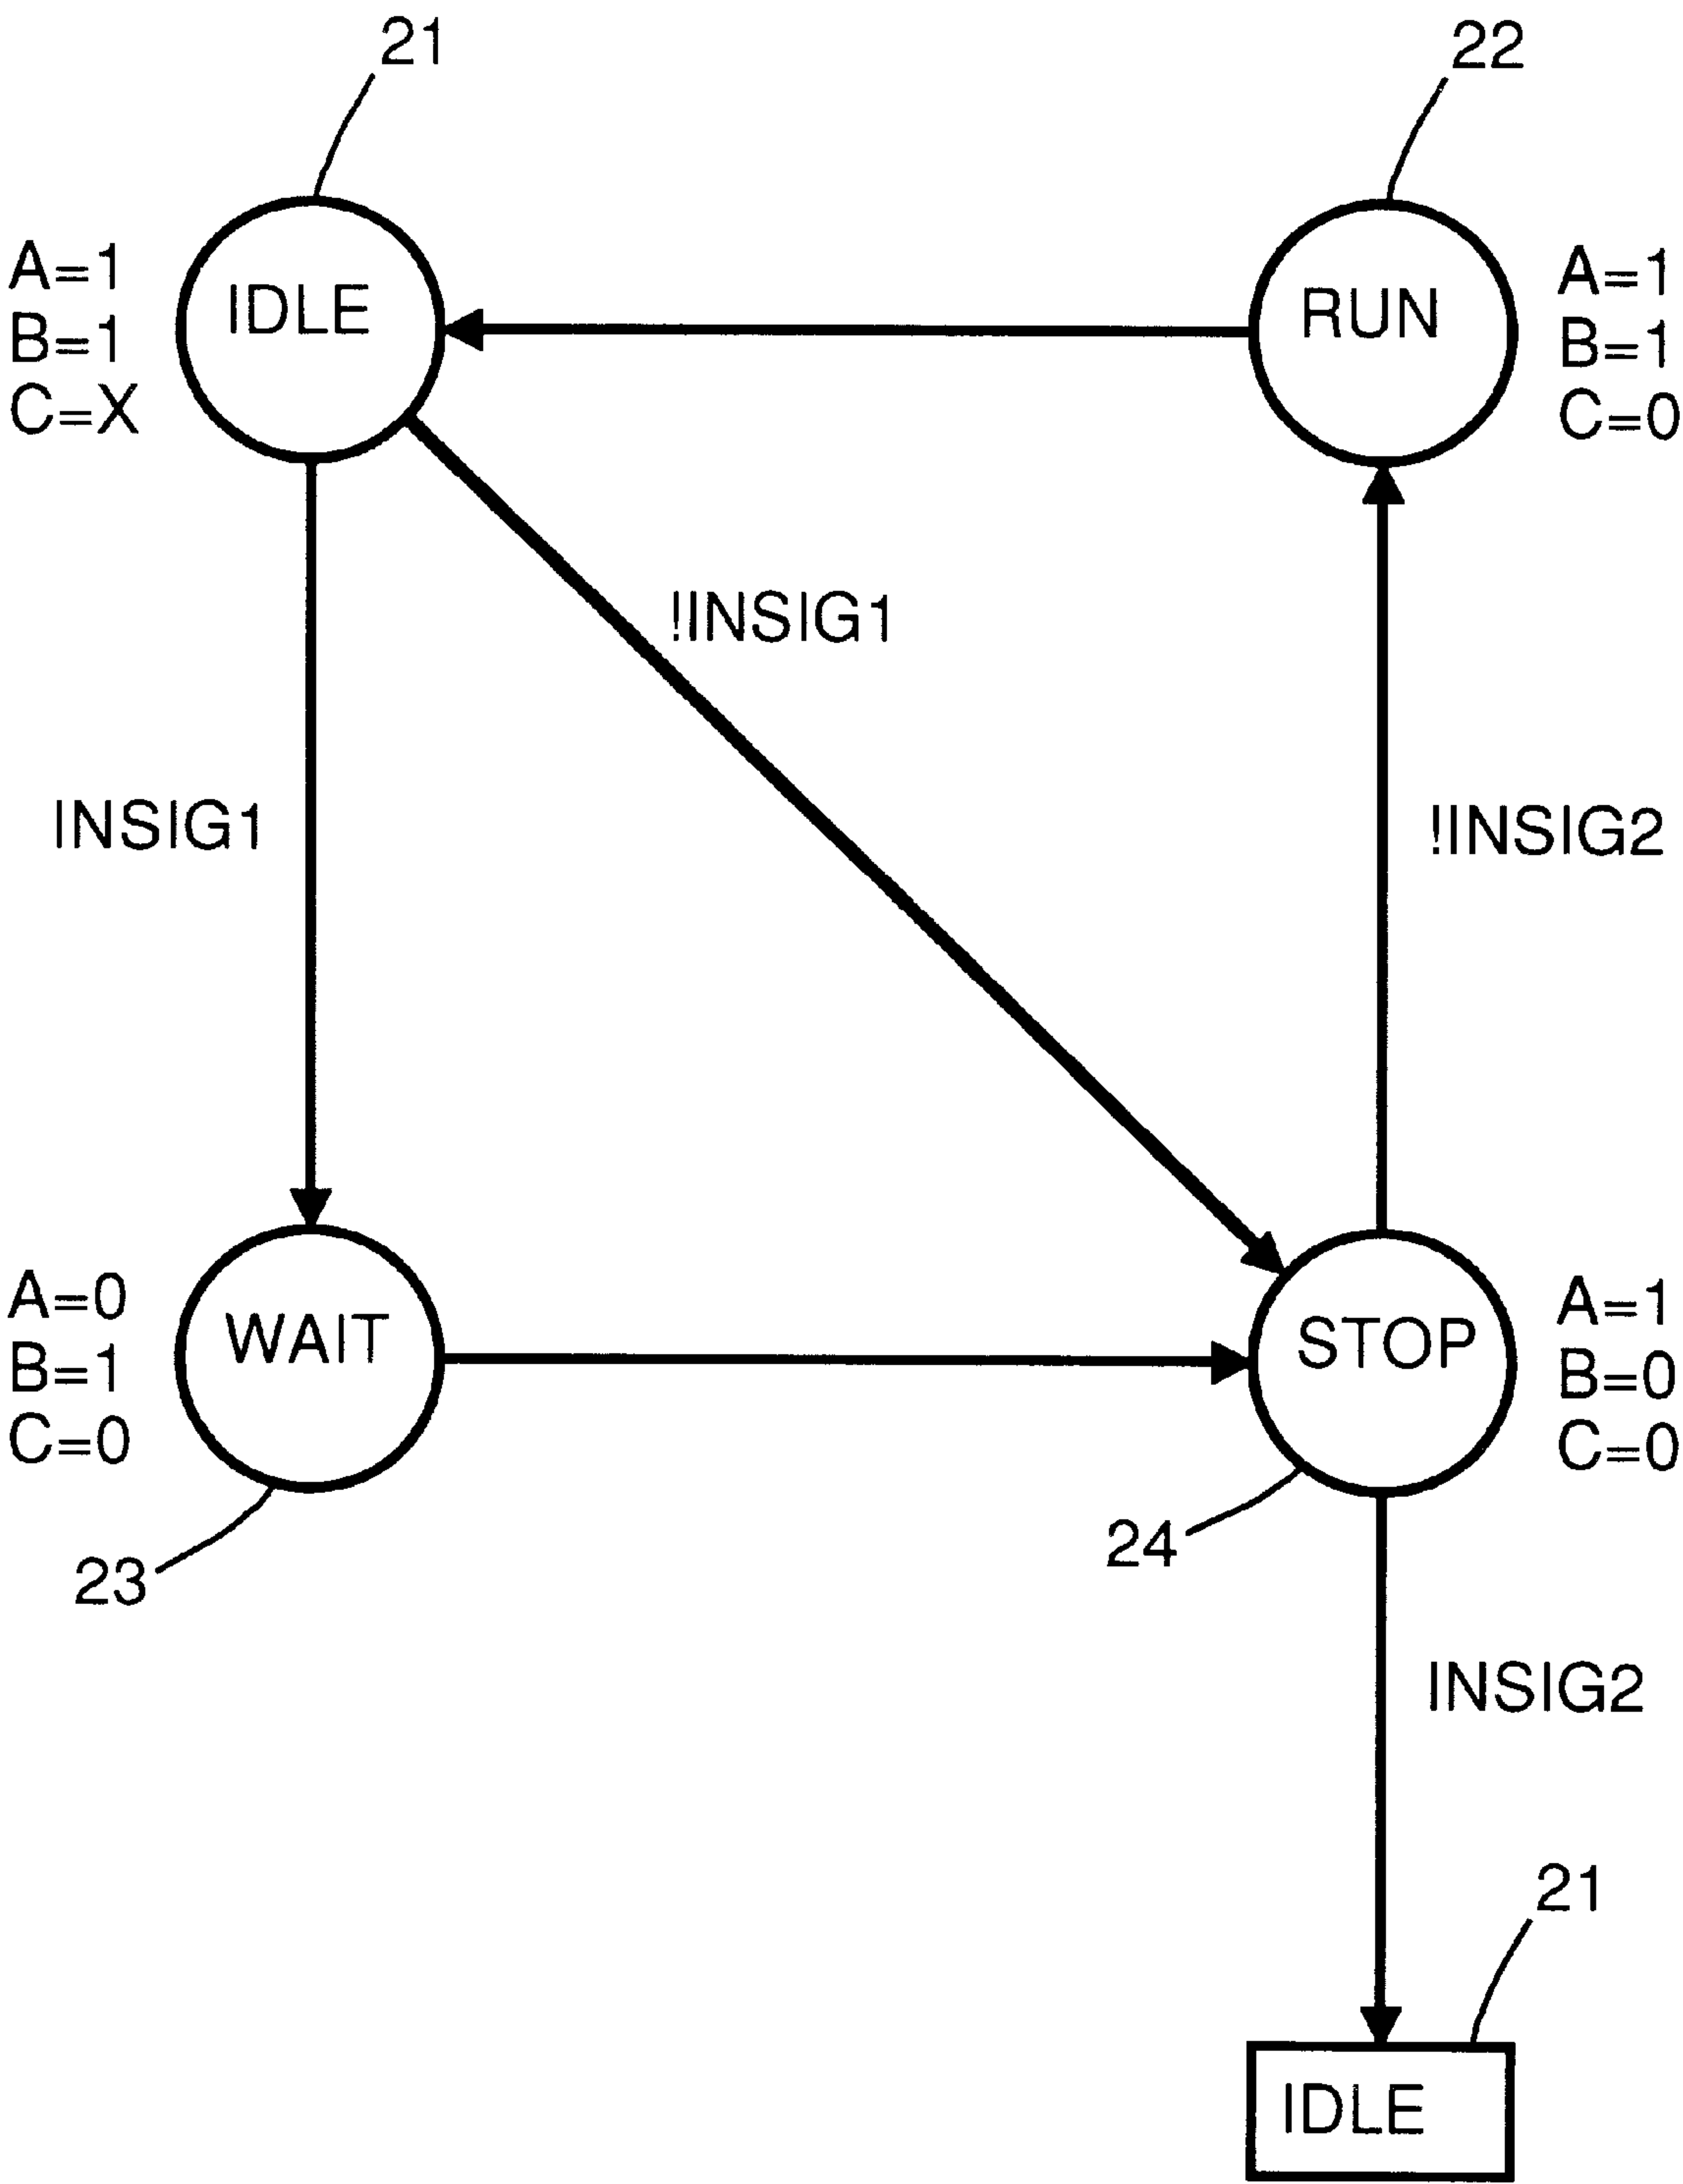 21
22
A=1
B=1
C=X
IDLE
RUN
A=1
B=1
C=0
!INSIG1
INSIG1
!INSIG2
A=0
B=1
C=0
WAIT
STOP
A=1
B=0
C=0
23
24
INSIG2
21
IDLE